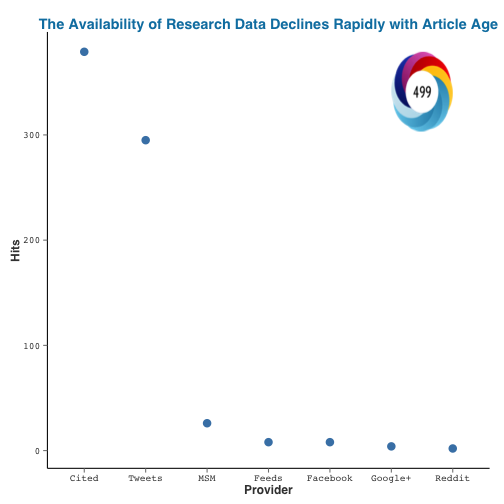 The Availability of Research Data Declines Rapidly with Article Age
499
Hits
300
200
100
0
Cited Tweets MSM Feeds Facebook Google+ Reddit
Provider